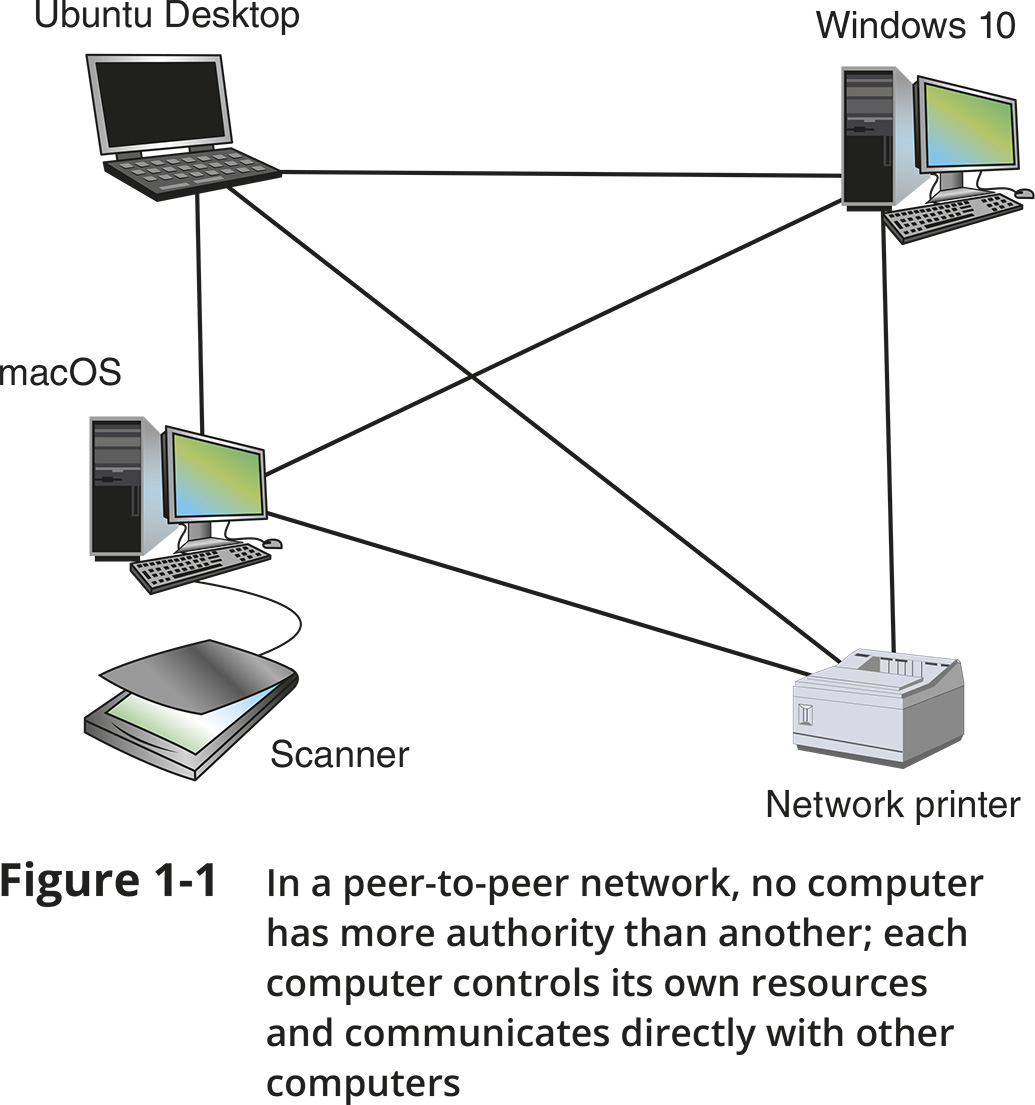 Ubuntu Desktop
Windows 10
macOS
Scanner
Network printer
Figure 1-1 In a peer-to-peer network, no computer
has more authority than another; each
computer controls its own resources
and communicates directly with other
computers